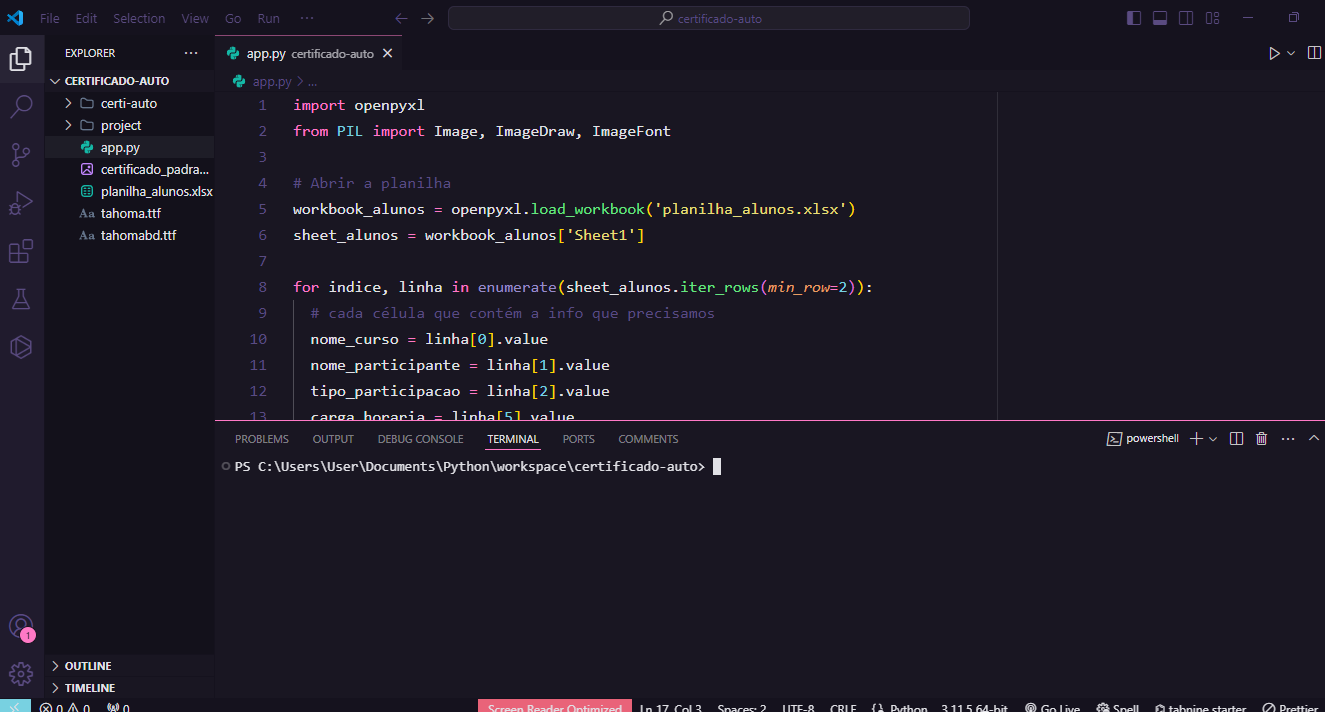 File Edit Selection View Go Run ··· certificado-auto
EXPLORER ···
CERTIFICADO-AUTO
certi-auto
project
app.py
certificado_padra...
planilha_alunos.xlsx
Aa tahoma.ttf
Aa tahomabd.ttf
OUTLINE
TIMELINE
1
app.py certificado-auto
app.py > ...
1 import openpyxl
2 from PIL import Image, ImageDraw, ImageFont
3
4 # Abrir a planilha
5 workbook_alunos = openpyxl.load_workbook('planilha_alunos.xlsx')
6 sheet_alunos = workbook_alunos['Sheet1']
7
8 for indice, linha in enumerate(sheet_alunos.iter_rows(min_row=2)):
9 # cada célula que contém a info que precisamos
10 nome_curso = linha[0].value
11 nome_participante = linha[1].value
12 tipo_participacao = linha[2].value
13 carga_horaria = linha[5].value
PROBLEMS OUTPUT DEBUG CONSOLE TERMINAL PORTS COMMENTS powershell
PS C:\Users\User\Documents\Python\workspace\certificado-auto>
0 0 0 Screen Reader Optimized Ln 17, Col 3 Spaces: 2 UTF-8 CRLF Python 3.11.5 64-bit Go Live Spell tabnine starter Prettier